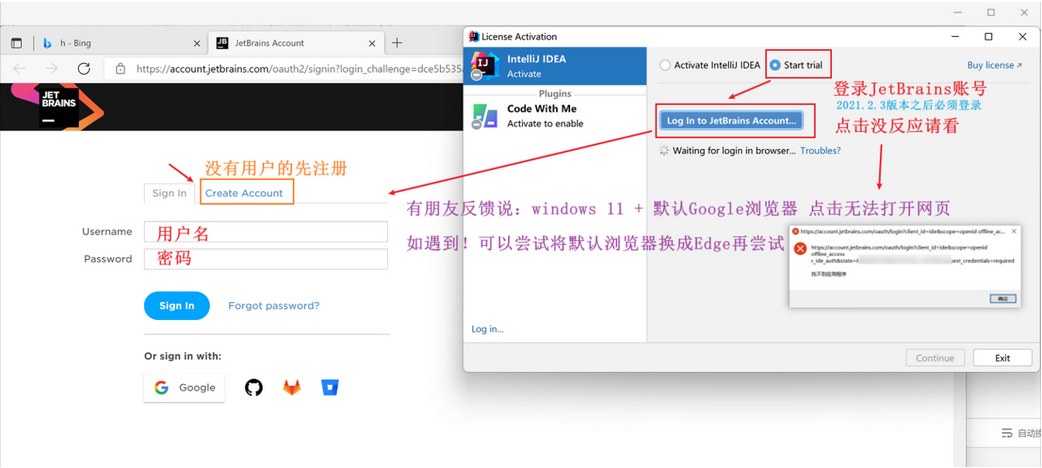 h - Bing
JetBrains Account
https://account.jetbrains.com/oauth2/signin?login_challenge=dce5b535
JET
BRAINS
没有用户的先注册
Sign In
Create Account
Username
用户名
Password
密码
Sign In
Forgot password?
Or sign in with:
Google
License Activation
IntelliJ IDEA
Activate
Plugins
Code With Me
Activate to enable
Log in...
Activate IntelliJ IDEA
Start trial
Buy license
登录JetBrains账号
2021.2.3版本之后必须登录
点击没反应请看
Log In to JetBrains Account...
Waiting for login in browser...
Troubles?
有朋友反馈说：windows 11 + 默认Google浏览器 点击无法打开网页
如遇到！可以尝试将默认浏览器换成Edge再尝试
https://account.jetbrains.com/oauth/login?client_id=ide&scope=openid offline_ac...
https://account.jetbrains.com/oauth/login?client_id=ide&scope=openid
offline_access
找不到应用程序
确定
Continue
Exit